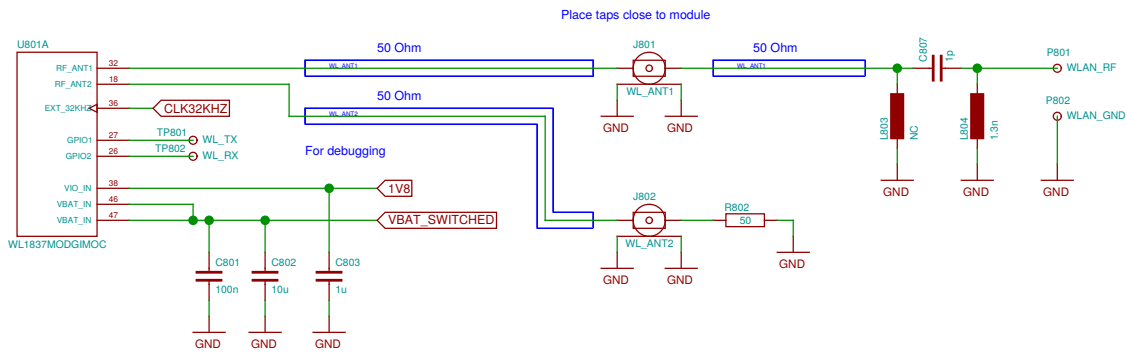 Place taps close to module
U801A
50 Ohm
J801
50 Ohm
C807
1p
P801
RF_ANT1
32
WL_ANT1
WL_ANT1
WLAN_RF
RF_ANT2
18
WL_ANT1
50 Ohm
P802
EXT_32KHZ
36
CLK32KHZ
WL_ANT2
GND
GND
L803
NC
L804
1.3n
WLAN_GND
GPIO1
27
TP801
WL_TX
GPIO2
26
TP802
WL_RX
For debugging
GND
GND
GND
VIO_IN
38
1V8
VBAT_IN
46
J802
R802
VBAT_IN
47
VBAT_SWITCHED
50
WL1837MODGIMOC
WL_ANT2
GND
C801
C802
C803
GND
GND
100n
10u
1u
GND
GND
GND